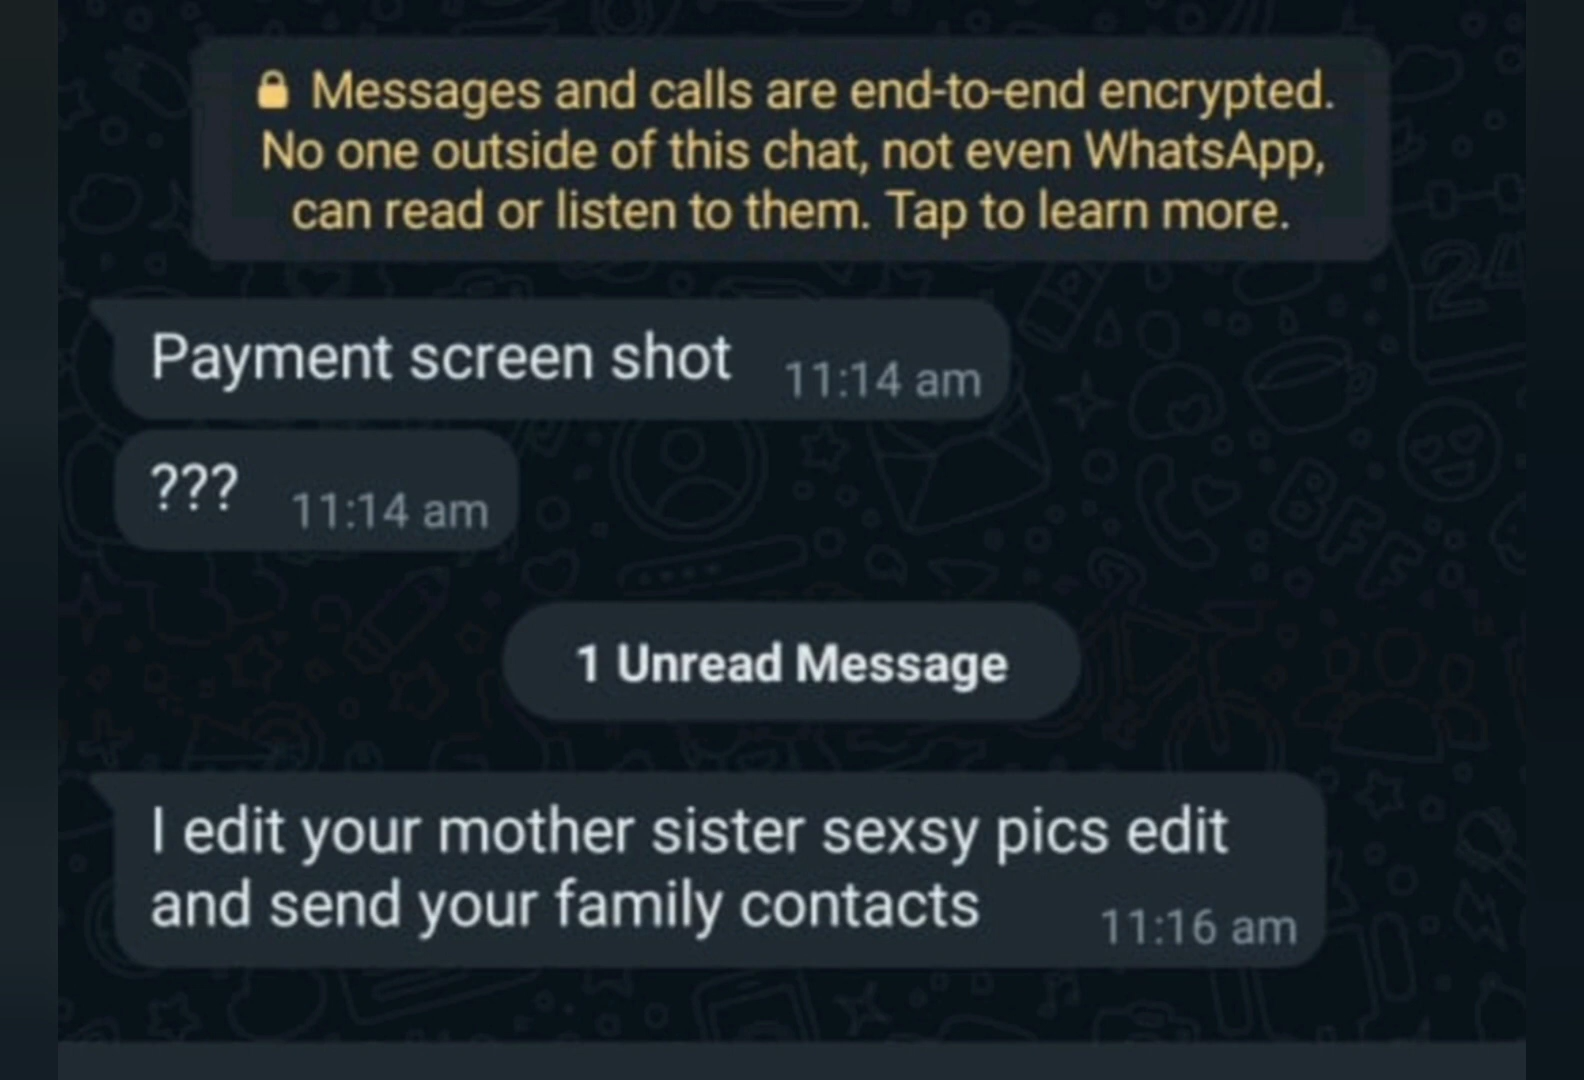 Messages and calls are end-to-end encrypted.
No one outside of this chat, not even WhatsApp,
can read or listen to them. Tap to learn more.
Payment screen shot 11:14 am
??? 11:14 am
1 Unread Message
I edit your mother sister sexsy pics edit
and send your family contacts 11:16 am